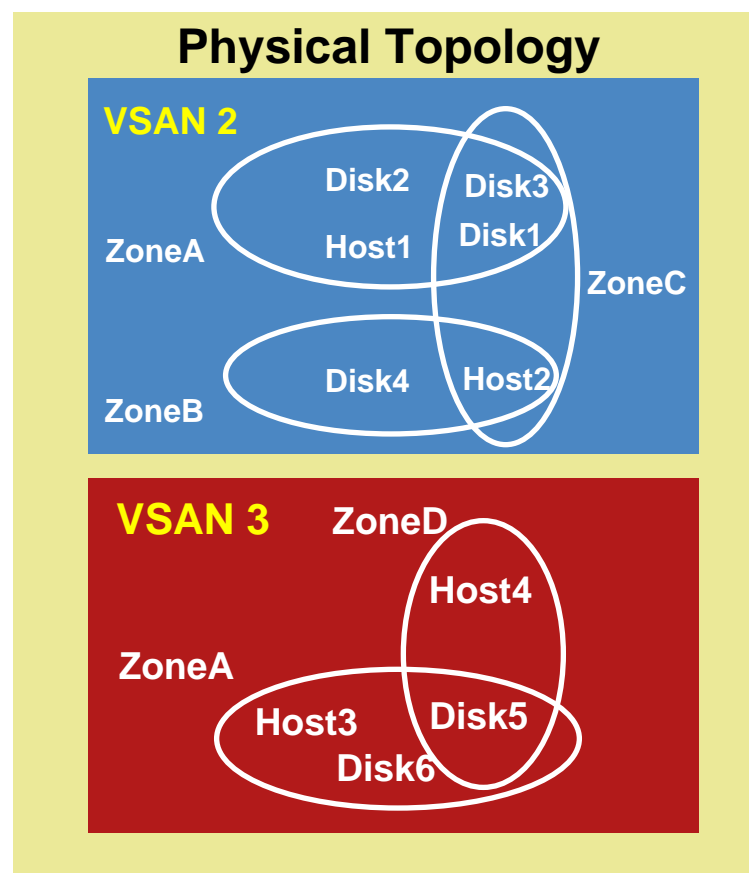 Physical Topology
VSAN 2
Disk2
Disk3
Disk1
ZoneA
Host1
ZoneC
Disk4
Host2
ZoneB
VSAN 3
ZoneD
Host4
ZoneA
Host3
Disk5
Disk6